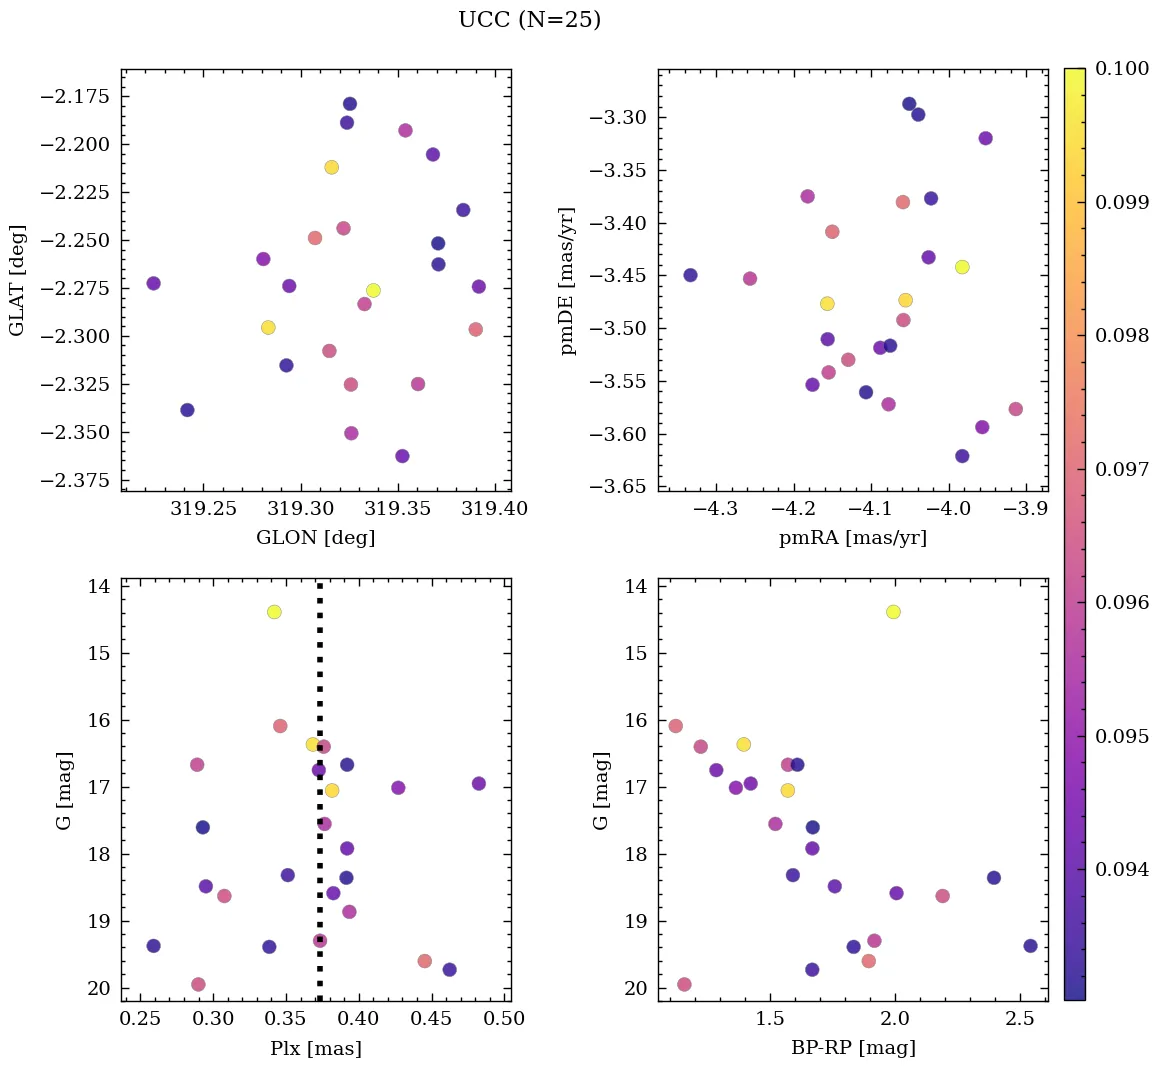 UCC (N=25)
−2.175
−2.200
−2.225
−2.250
−2.275
−2.300
−2.325
−2.350
−2.375
GLAT [deg]
319.25 319.30 319.35 319.40
GLON [deg]
−3.30
−3.35
−3.40
−3.45
−3.50
−3.55
−3.60
−3.65
pmDE [mas/yr]
−4.3 −4.2 −4.1 −4.0 −3.9
pmRA [mas/yr]
14
15
16
17
18
19
20
G [mag]
0.25 0.30 0.35 0.40 0.45 0.50
Plx [mas]
14
15
16
17
18
19
20
G [mag]
1.5 2.0 2.5
BP-RP [mag]
0.100
0.099
0.098
0.097
0.096
0.095
0.094